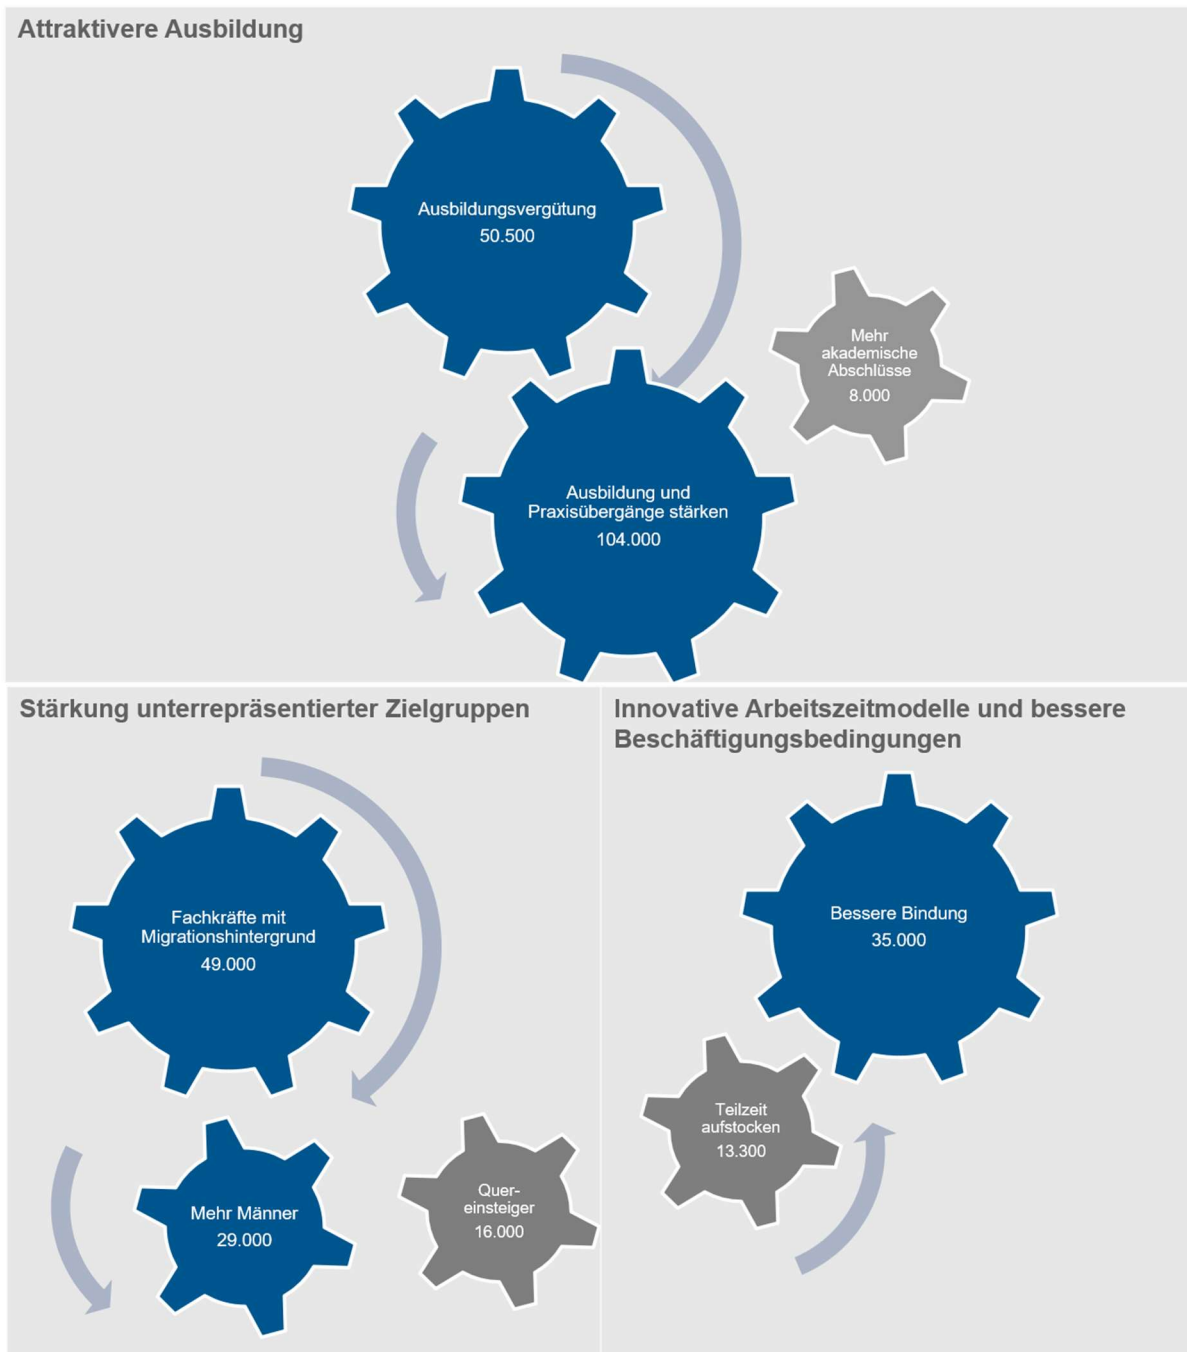 Attraktivere Ausbildung
Ausbildungsvergütung
50.500
Mehr
akademische
Abschlüsse
8.000
Ausbildung und
Praxisübergänge stärken
104.000
Stärkung unterrepräsentierter Zielgruppen
Fachkräfte mit
Migrationshintergrund
49.000
Mehr Männer
29.000
Quer-
einsteiger
16.000
Innovative Arbeitszeitmodelle und bessere
Beschäftigungsbedingungen
Bessere Bindung
35.000
Teilzeit
aufstocken
13.300